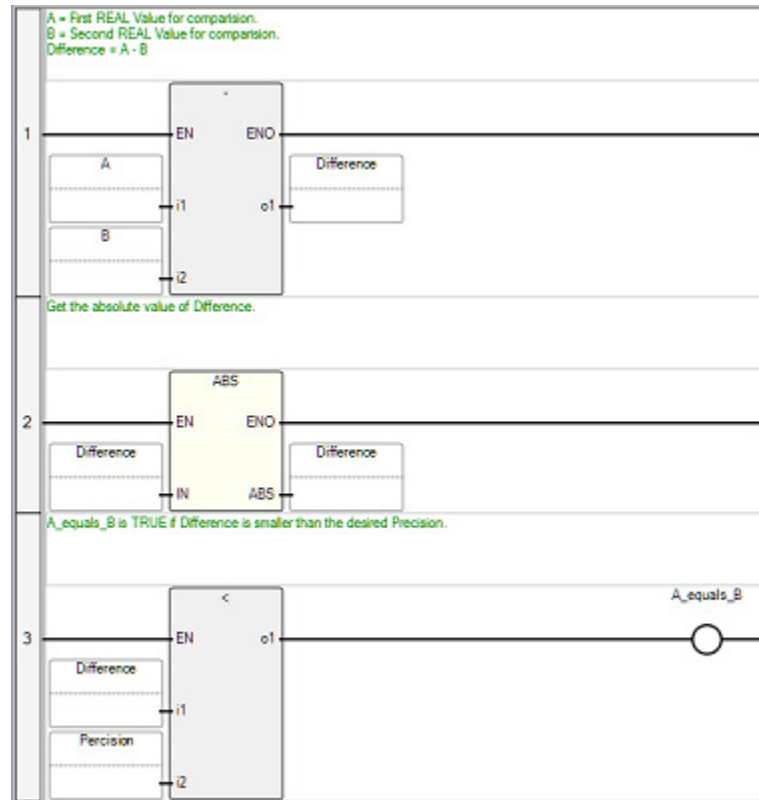 A = First REAL Value for comparision.
B = Second REAL Value for comparision.
Difference = A - B
1
-
EN ENO
A Difference
i1 o1
B
i2
Get the absolute value of Difference.
2
ABS
EN ENO
Difference Difference
IN ABS
A_equals_B is TRUE if Difference is smaller than the desired Precision.
3
<
A_equals_B
EN o1
Difference
i1
Percision
i2